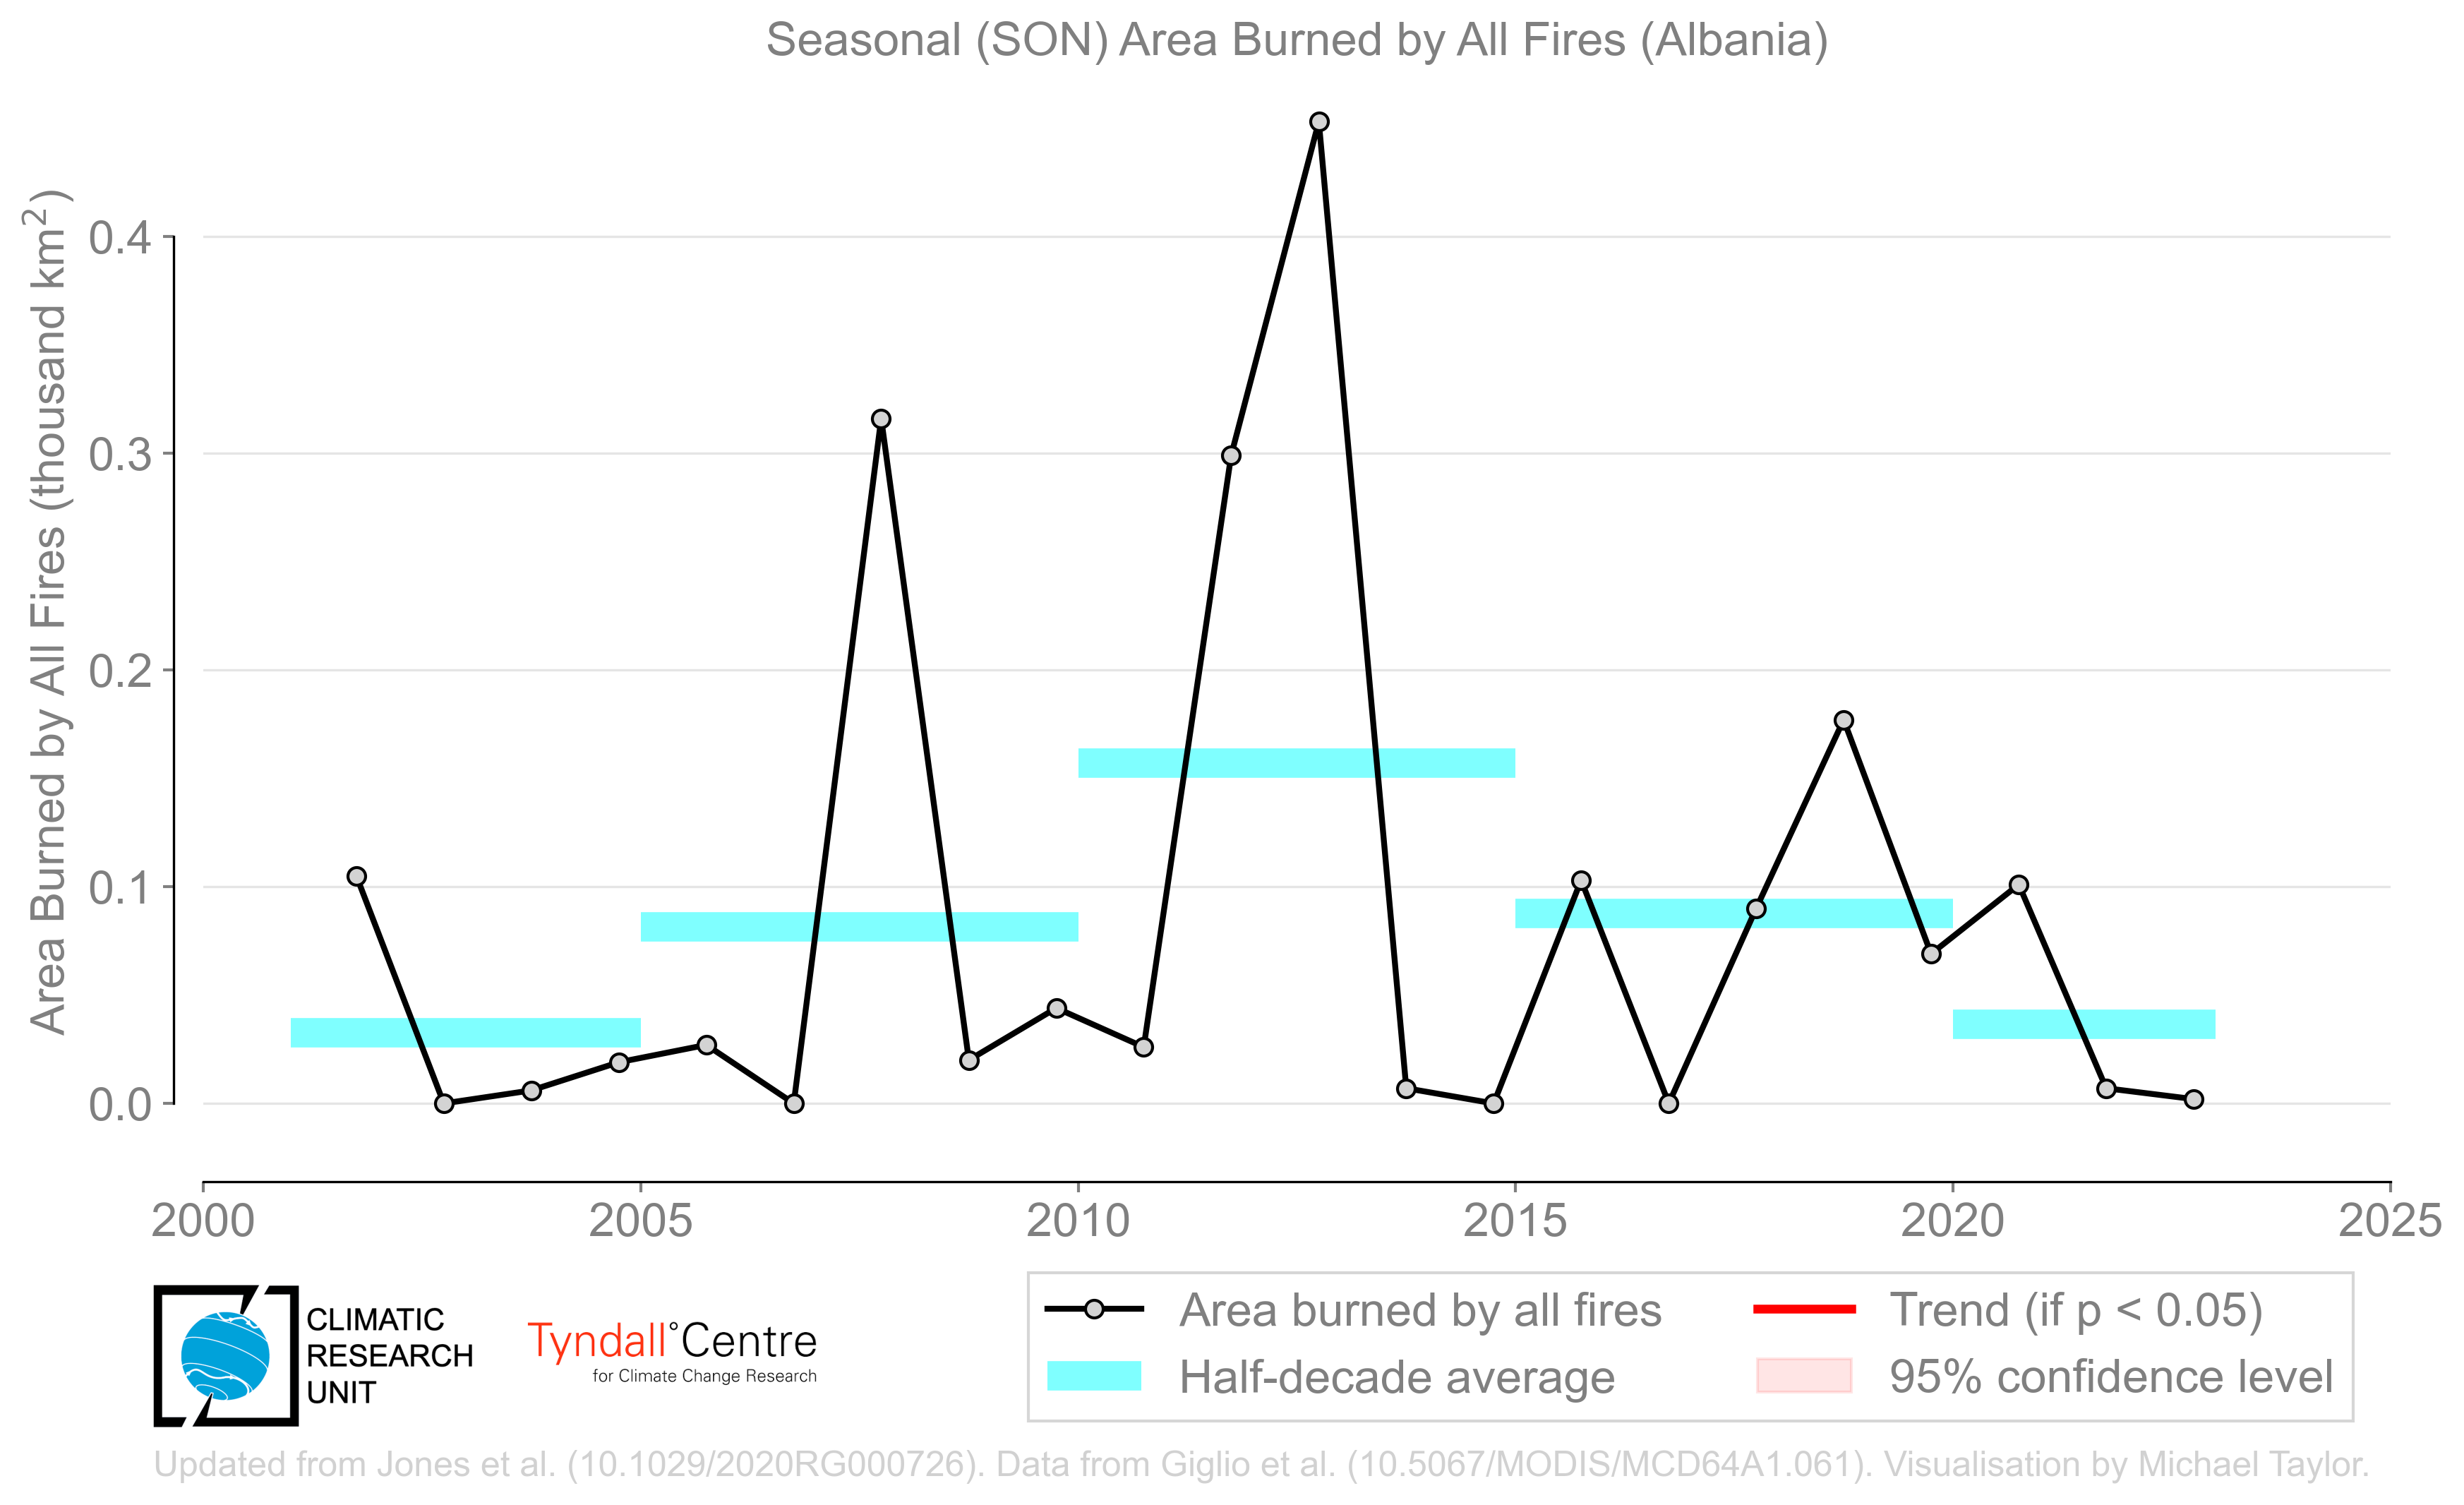 Seasonal (SON) Area Burned by All Fires (Albania)
Area Burned by All Fires (thousand km²)
0.4
0.3
0.2
0.1
0.0
2000 2005 2010 2015 2020 2025
CLIMATIC
RESEARCH
UNIT
Tyndall°Centre
for Climate Change Research
Area burned by all fires
Half-decade average
Trend (if p < 0.05)
95% confidence level
Updated from Jones et al. (10.1029/2020RG000726). Data from Giglio et al. (10.5067/MODIS/MCD64A1.061). Visualisation by Michael Taylor.